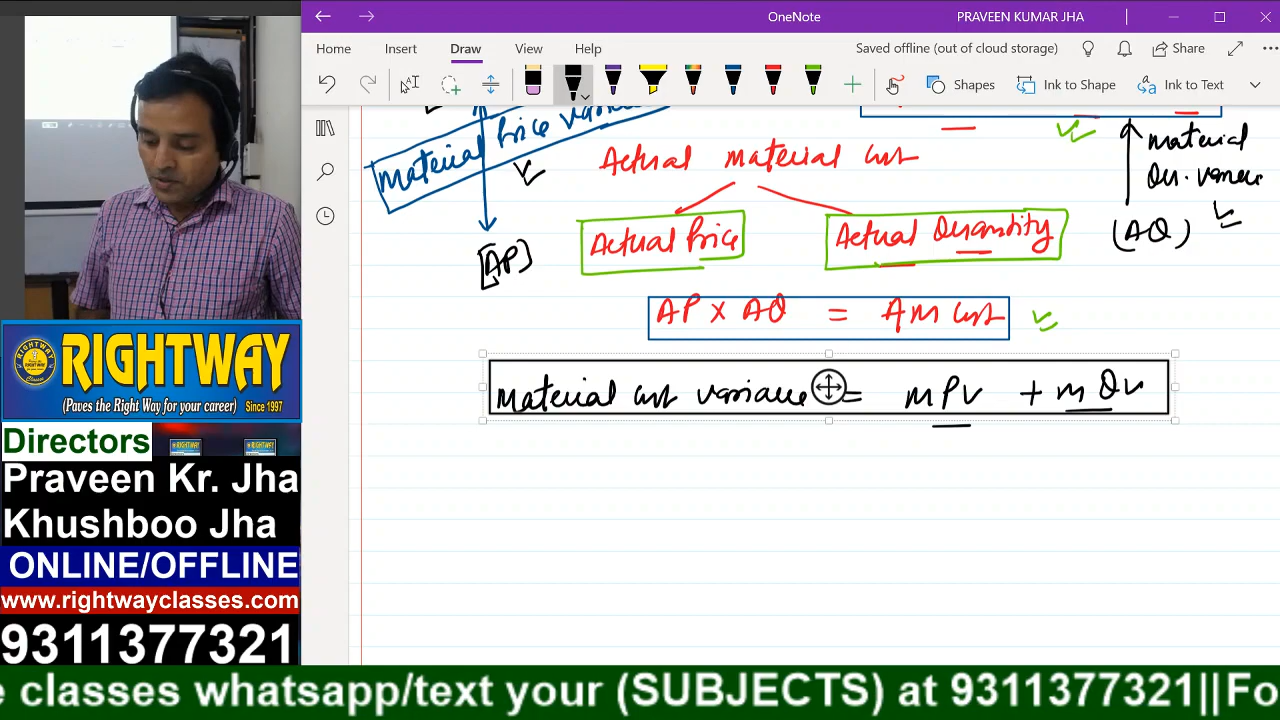 OneNote
PRAVEEN KUMAR JHA
Home Insert Draw View Help
Saved offline (out of cloud storage)
Share
Shapes
Ink to Shape
Ink to Text
Material Price
Actual material cost
material
Qu.
[AP]
Actual Price
Actual Quantity
(AQ)
AP X AQ = AM cost
material cost variance = MPV + MQV
RIGHTWAY
(Paves the Right Way for your career) Since 1997
Directors
Praveen Kr. Jha
Khushboo Jha
ONLINE/OFFLINE
www.rightwayclasses.com
9311377321
e classes whatsapp/text your (SUBJECTS) at 9311377321||Fo